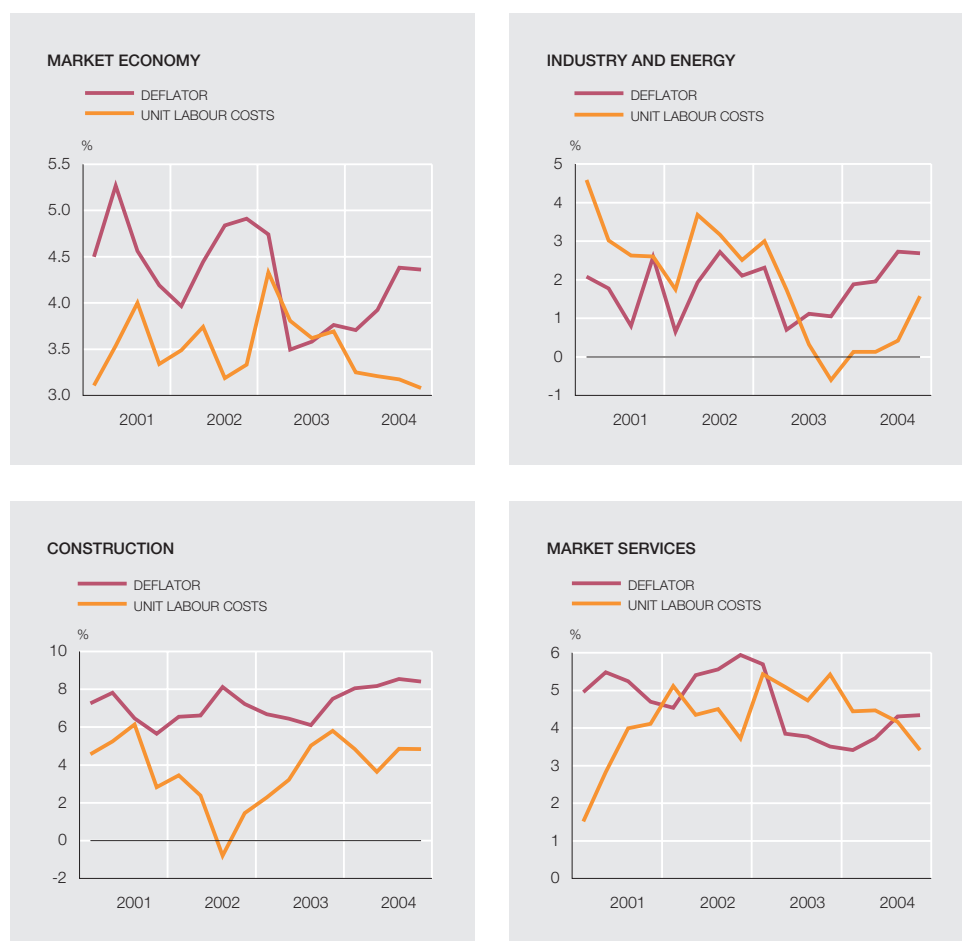 MARKET ECONOMY
DEFLATOR
UNIT LABOUR COSTS
%
5.5
5.0
4.5
4.0
3.5
3.0
2001 2002 2003 2004
INDUSTRY AND ENERGY
DEFLATOR
UNIT LABOUR COSTS
%
5
4
3
2
1
0
-1
2001 2002 2003 2004
CONSTRUCTION
DEFLATOR
UNIT LABOUR COSTS
%
10
8
6
4
2
0
-2
2001 2002 2003 2004
MARKET SERVICES
DEFLATOR
UNIT LABOUR COSTS
%
6
5
4
3
2
1
0
2001 2002 2003 2004